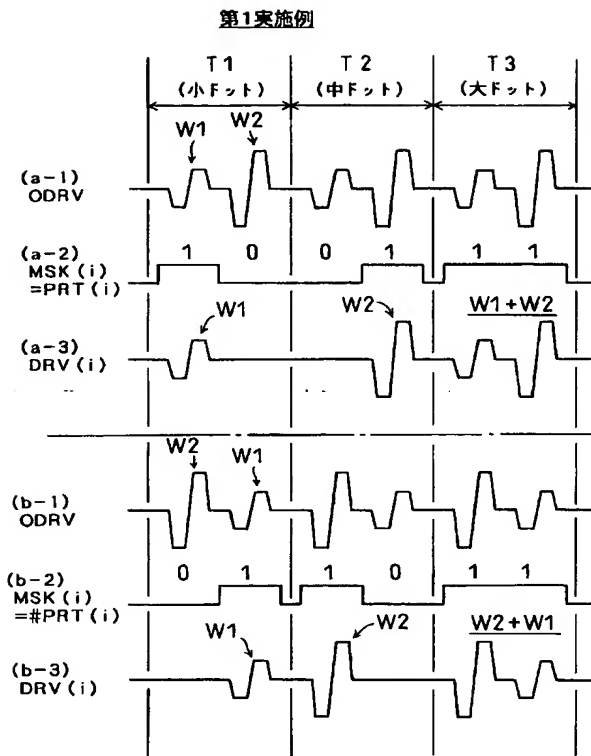 第1実施例
T1 T2 T3
(小ドット) (中ドット) (大ドット)
W1 W2
(a-1)
ODRV
(a-2) 1 0 0 1 1 1
MSK(i)
=PRT(i)
W1 W2 W1+W2
(a-3)
DRV(i)
W2 W1
(b-1)
ODRV
0 1 1 0 1 1
(b-2)
MSK(i)
=#PRT(i)
W1 W2 W2+W1
(b-3)
DRV(i)